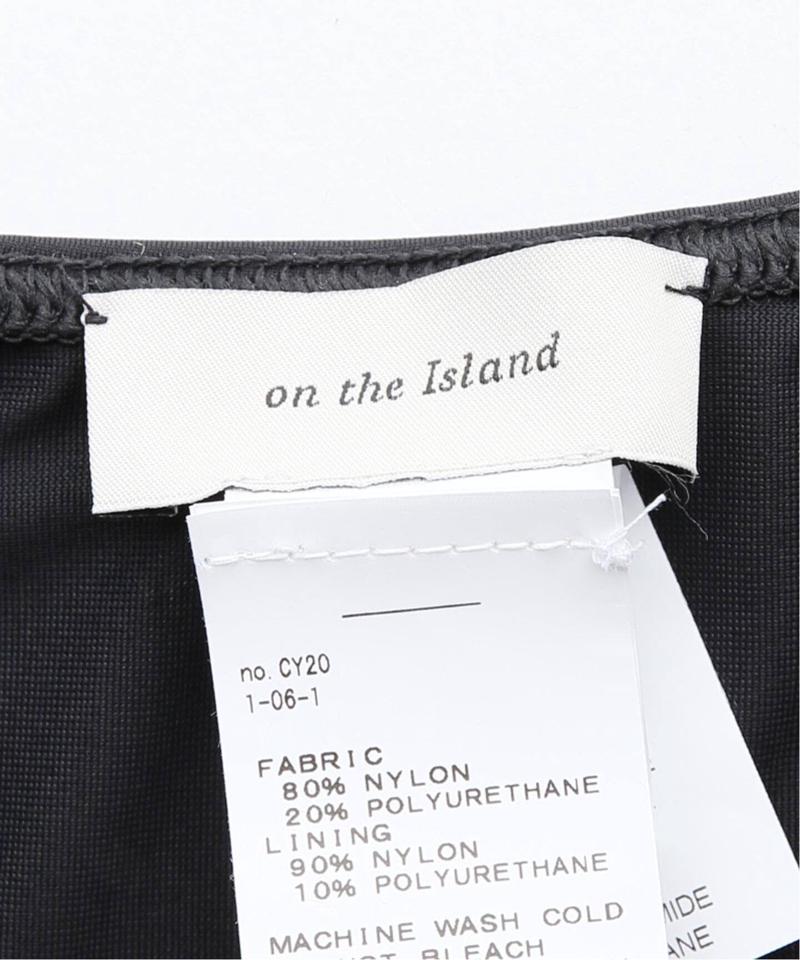 on the Island
no. CY20
1-06-1
FABRIC
80% NYLON
20% POLYURETHANE
LINING
90% NYLON
10% POLYURETHANE
MACHINE WASH COLD
BLEACH